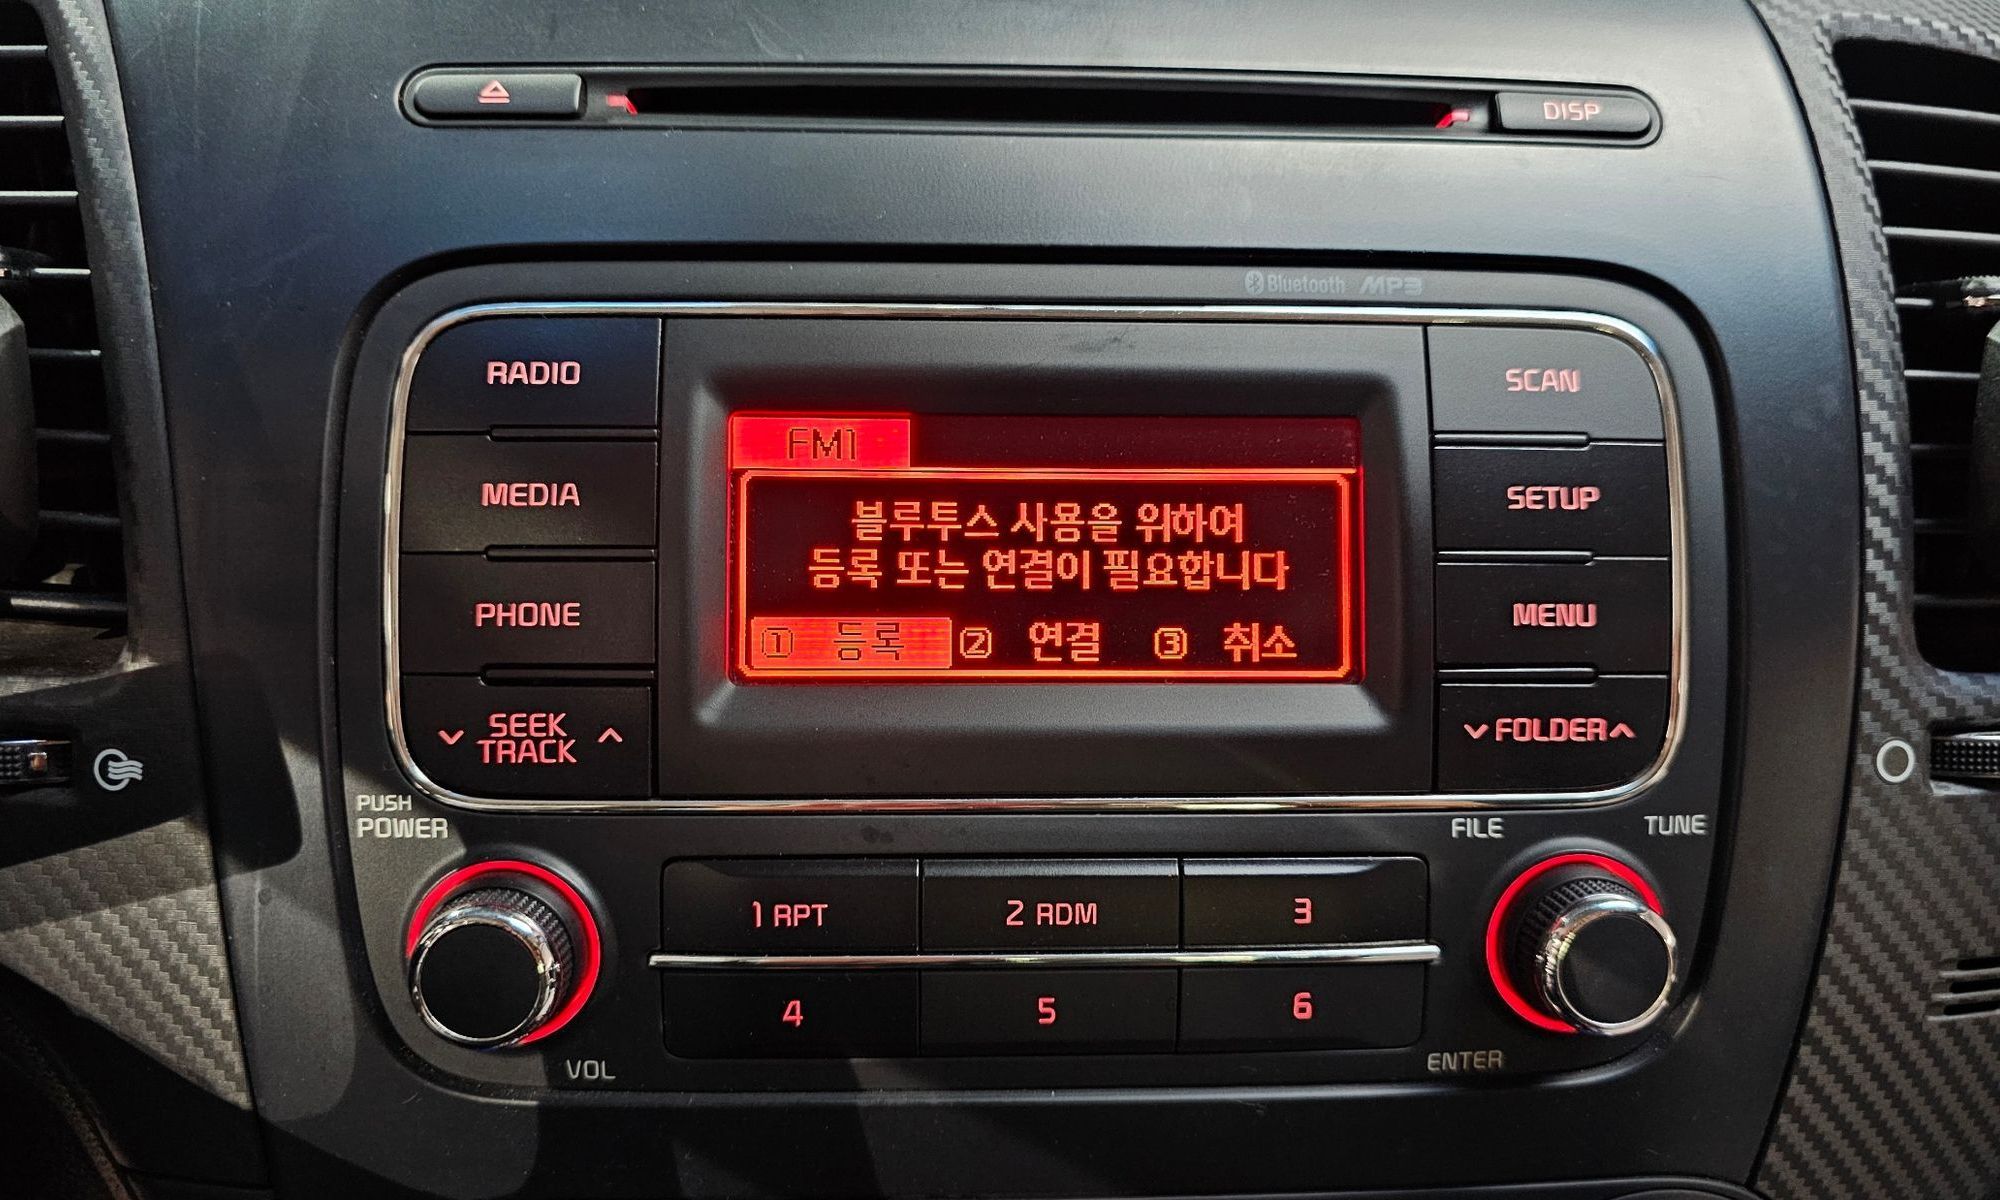 DISP
Bluetooth MP3
RADIO
SCAN
FM1
MEDIA
SETUP
블루투스 사용을 위하여
등록 또는 연결이 필요합니다
PHONE
MENU
① 등록 ② 연결 ③ 취소
SEEK
TRACK
FOLDER
PUSH
POWER
FILE
TUNE
1 RPT
2 RDM
3
4
5
6
VOL
ENTER